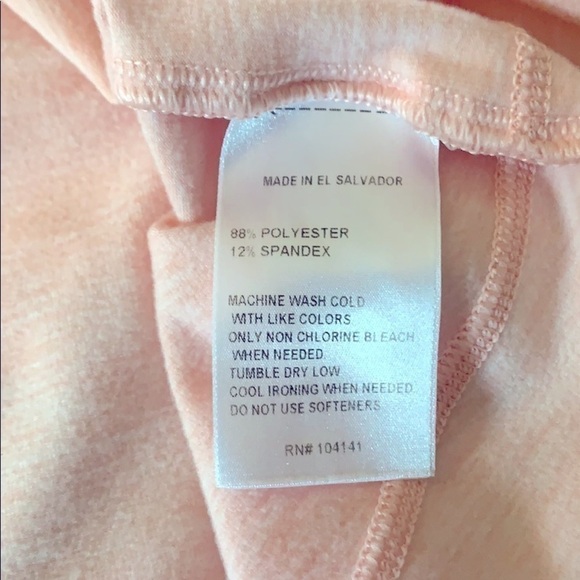 MADE IN EL SALVADOR
88% POLYESTER
12% SPANDEX
MACHINE WASH COLD
WITH LIKE COLORS
ONLY NON CHLORINE BLEACH
WHEN NEEDED
TUMBLE DRY LOW
COOL IRONING WHEN NEEDED
DO NOT USE SOFTENERS
RN# 104141